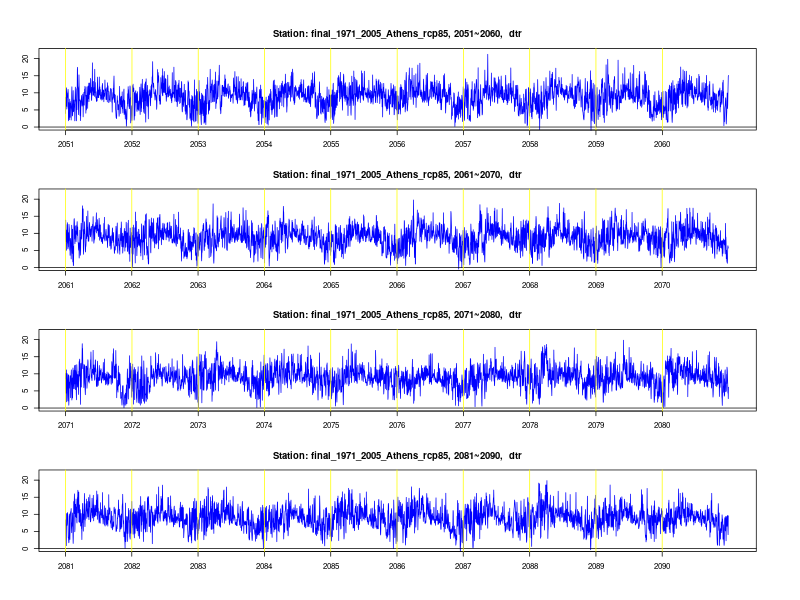 Station: final_1971_2005_Athens_rcp85, 2051~2060,  dtr
20
15
10
5
0
2051 2052 2053 2054 2055 2056 2057 2058 2059 2060
Station: final_1971_2005_Athens_rcp85, 2061~2070,  dtr
20
15
10
5
0
2061 2062 2063 2064 2065 2066 2067 2068 2069 2070
Station: final_1971_2005_Athens_rcp85, 2071~2080,  dtr
20
15
10
5
0
2071 2072 2073 2074 2075 2076 2077 2078 2079 2080
Station: final_1971_2005_Athens_rcp85, 2081~2090,  dtr
20
15
10
5
0
2081 2082 2083 2084 2085 2086 2087 2088 2089 2090